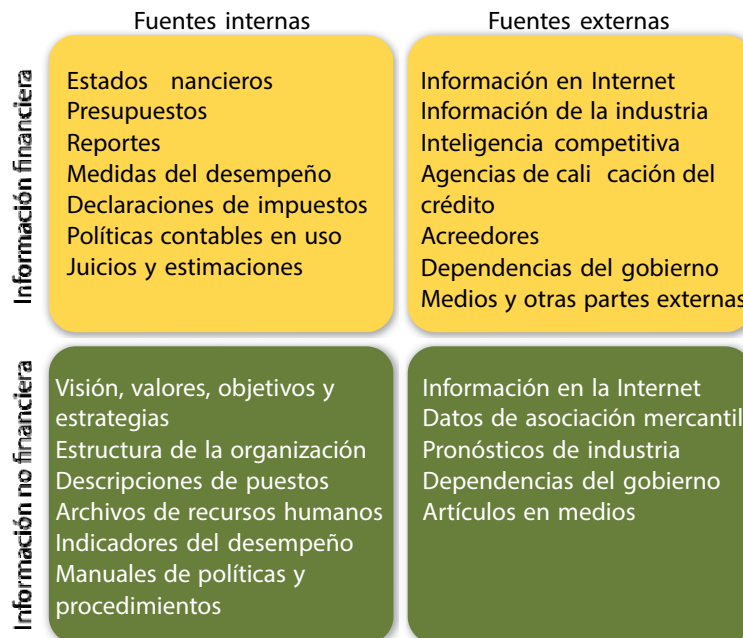 Fuentes internas
Fuentes externas
Información financiera
Estados nancieros
Presupuestos
Reportes
Medidas del desempeño
Declaraciones de impuestos
Políticas contables en uso
Juicios y estimaciones
Información en Internet
Información de la industria
Inteligencia competitiva
Agencias de cali cación del
crédito
Acreedores
Dependencias del gobierno
Medios y otras partes externas
Información no financiera
Visión, valores, objetivos y
estrategias
Estructura de la organización
Descripciones de puestos
Archivos de recursos humanos
Indicadores del desempeño
Manuales de políticas y
procedimientos
Información en la Internet
Datos de asociación mercantil
Pronósticos de industria
Dependencias del gobierno
Artículos en medios